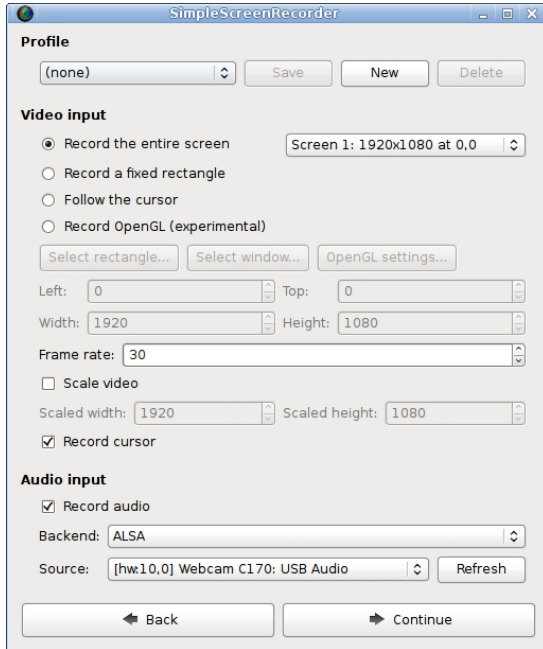 SimpleScreenRecorder
Profile
(none) Save New Delete
Video input
Record the entire screen Screen 1: 1920x1080 at 0,0
Record a fixed rectangle
Follow the cursor
Record OpenGL (experimental)
Select rectangle... Select window... OpenGL settings...
Left: 0 Top: 0
Width: 1920 Height: 1080
Frame rate: 30
Scale video
Scaled width: 1920 Scaled height: 1080
Record cursor
Audio input
Record audio
Backend: ALSA
Source: [hw:10,0] Webcam C170: USB Audio Refresh
Back Continue